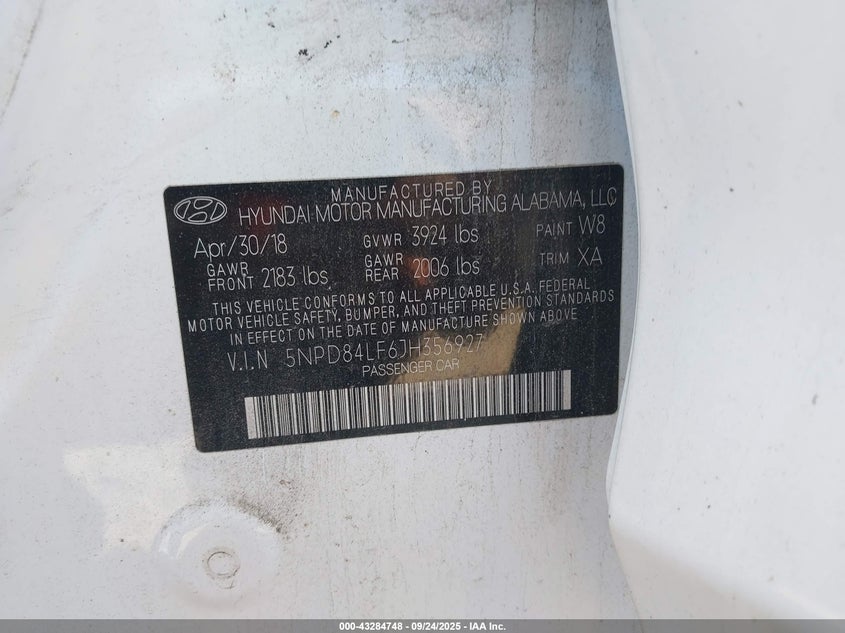 MANUFACTURED BY
HYUNDAI MOTOR MANUFACTURING ALABAMA, LLC
Apr/30/18 GVWR 3924 lbs PAINT W8
GAWR FRONT 2183 lbs GAWR REAR 2006 lbs TRIM XA
THIS VEHICLE CONFORMS TO ALL APPLICABLE U.S.A. FEDERAL
MOTOR VEHICLE SAFETY, BUMPER, AND THEFT PREVENTION STANDARDS
IN EFFECT ON THE DATE OF MANUFACTURE SHOWN ABOVE
V.I.N 5NPD84LF6JH356927
PASSENGER CAR
000-43284748 - 09/24/2025 - IAA Inc.